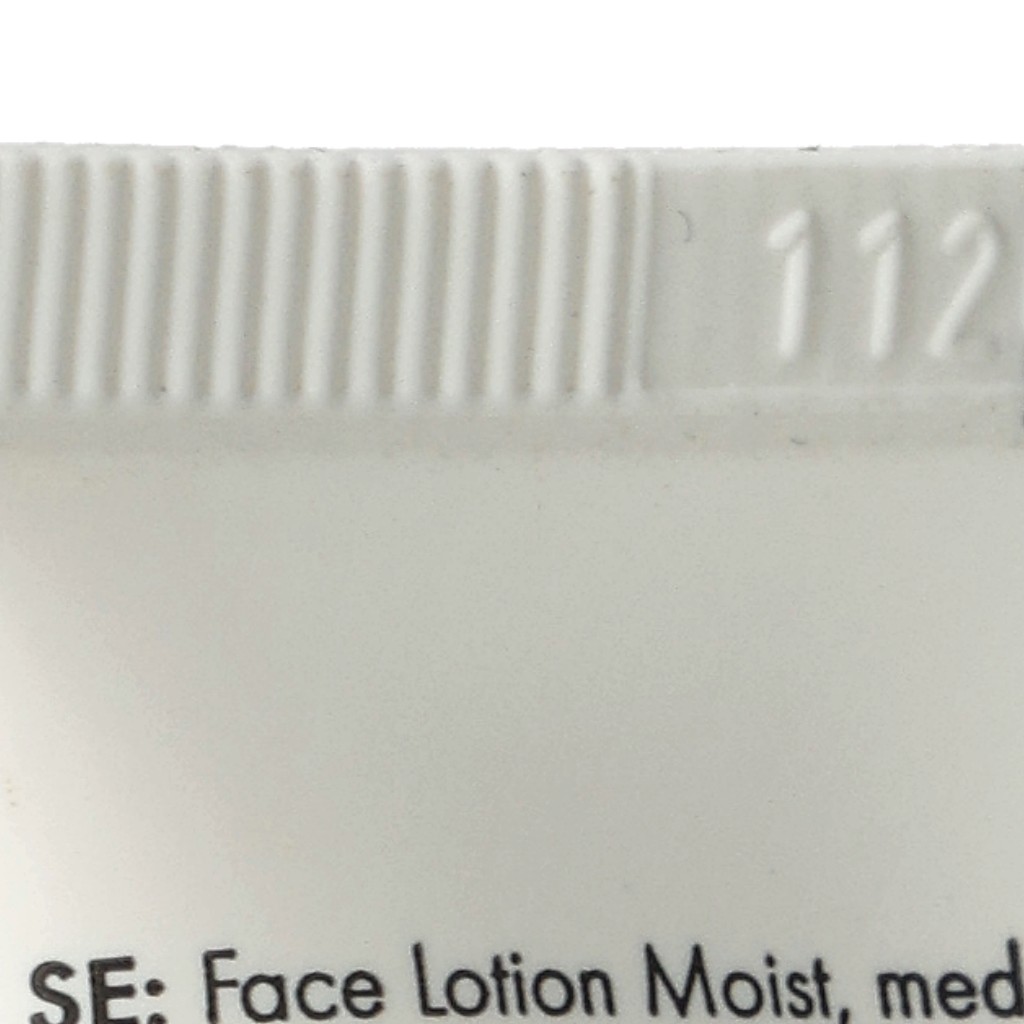 112
SE: Face Lotion Moist, med